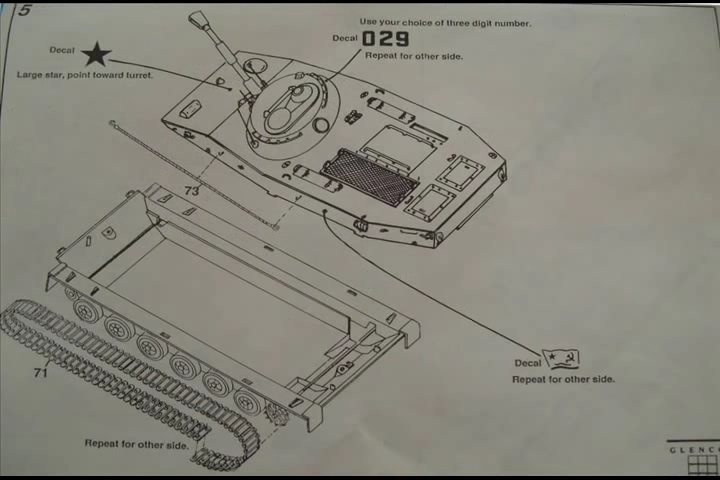 5
Use your choice of three digit number.
Decal 029
Repeat for other side.
Decal
Large star, point toward turret.
73
Decal
Repeat for other side.
71
Repeat for other side.
GLENCO